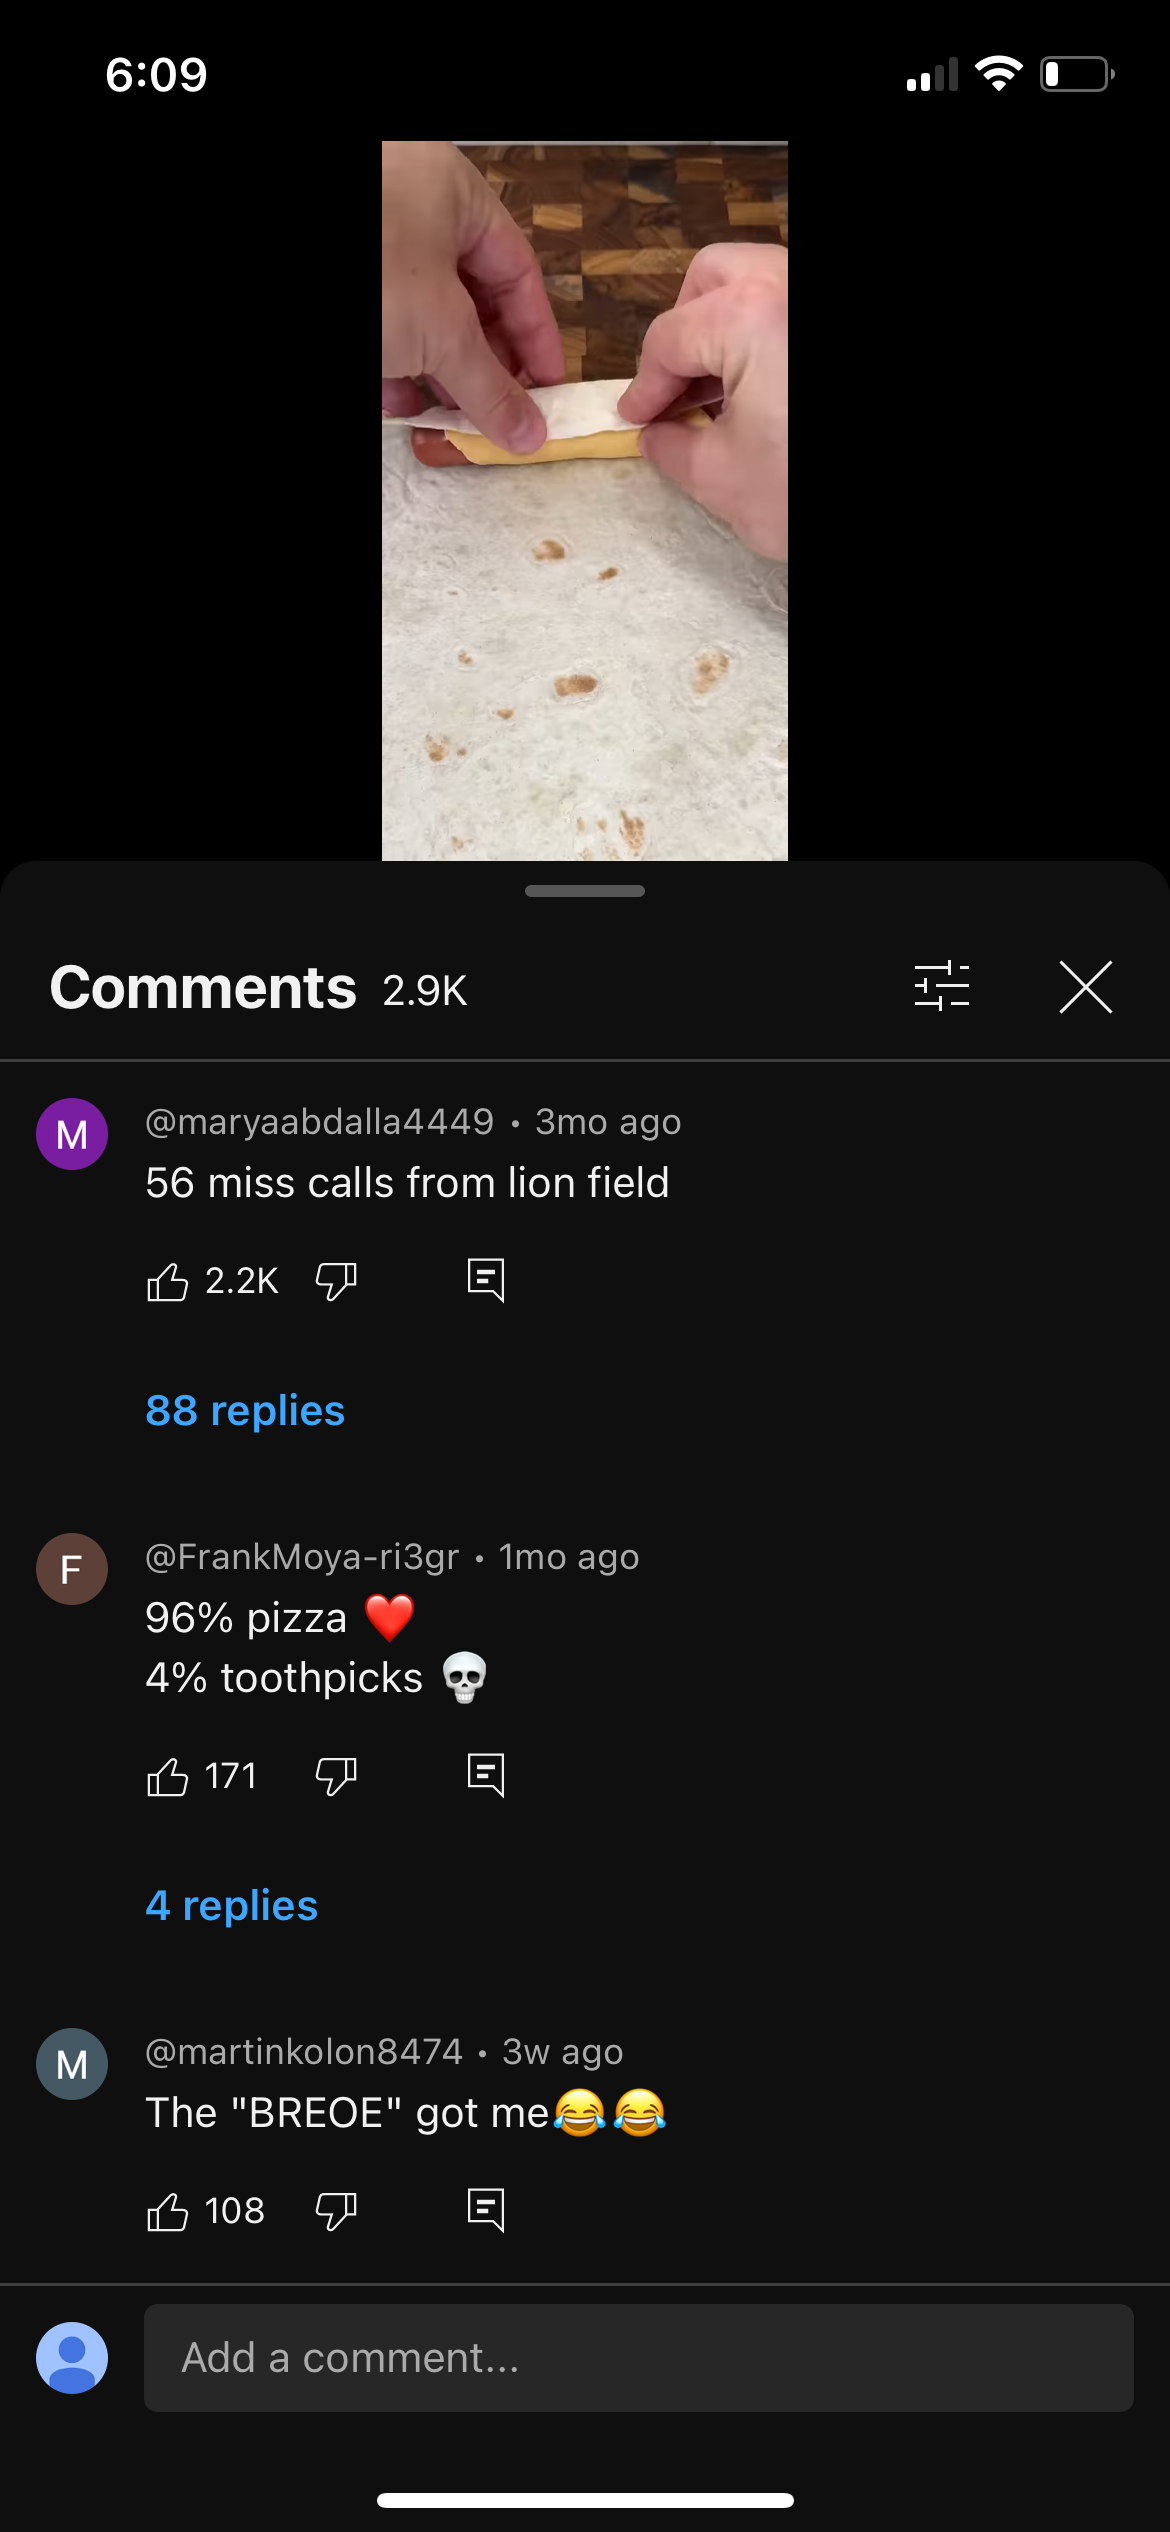 6:09
Comments 2.9K
M @maryaabdalla4449 • 3mo ago
56 miss calls from lion field
2.2K
88 replies
F @FrankMoya-ri3gr • 1mo ago
96% pizza ❤️
4% toothpicks 💀
171
4 replies
M @martinkolon8474 • 3w ago
The "BREOE" got me😂😂
108
Add a comment...